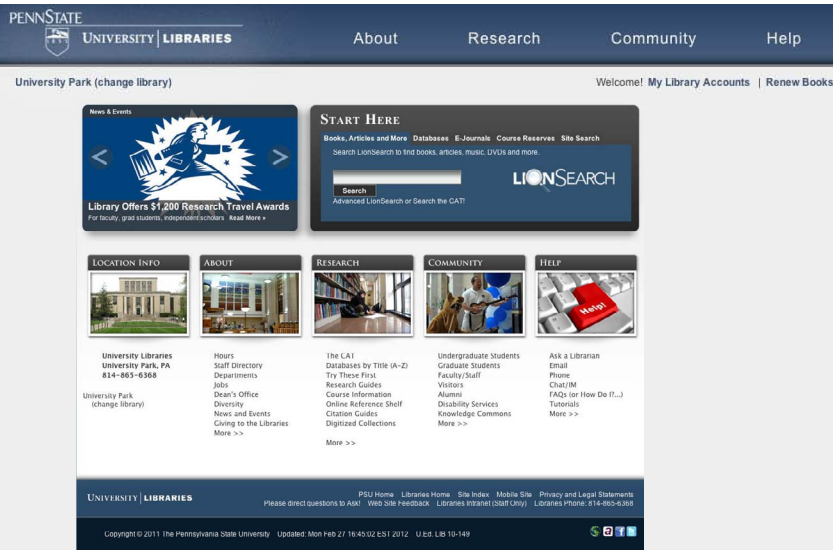 PENNSTATE
UNIVERSITY LIBRARIES
About Research Community Help
University Park (change library)
Welcome! My Library Accounts | Renew Books
News & Events
Library Offers $1,200 Research Travel Awards
For faculty, grad students, independent scholars Read More »
START HERE
Books, Articles and More Databases E-Journals Course Reserves Site Search
Search LionSearch to find books, articles, music, DVDs and more.
LIONSEARCH
Search
Advanced LionSearch or Search the CAT!
LOCATION INFO
University Libraries
University Park, PA
814-865-6368
University Park
(change library)
ABOUT
Hours
Staff Directory
Departments
Jobs
Dean's Office
Diversity
News and Events
Giving to the Libraries
More >>
RESEARCH
The CAT
Databases by Title (A-Z)
Try These First
Research Guides
Course Information
Online Reference Shelf
Citation Guides
Digitized Collections
More >>
COMMUNITY
Undergraduate Students
Graduate Students
Faculty/Staff
Visitors
Alumni
Disability Services
Knowledge Commons
More >>
HELP
Help!
Ask a Librarian
Email
Phone
Chat/IM
FAQs (or How Do I?...)
Tutorials
More >>
UNIVERSITY LIBRARIES
PSU Home Libraries Home Site Index Mobile Site Privacy and Legal Statements
Please direct questions to Ask! Web Site Feedback Libraries Intranet (Staff Only) Libraries Phone: 814-865-6368
Copyright © 2011 The Pennsylvania State University Updated: Mon Feb 27 16:45:02 EST 2012 U.Ed. LIB 10-149